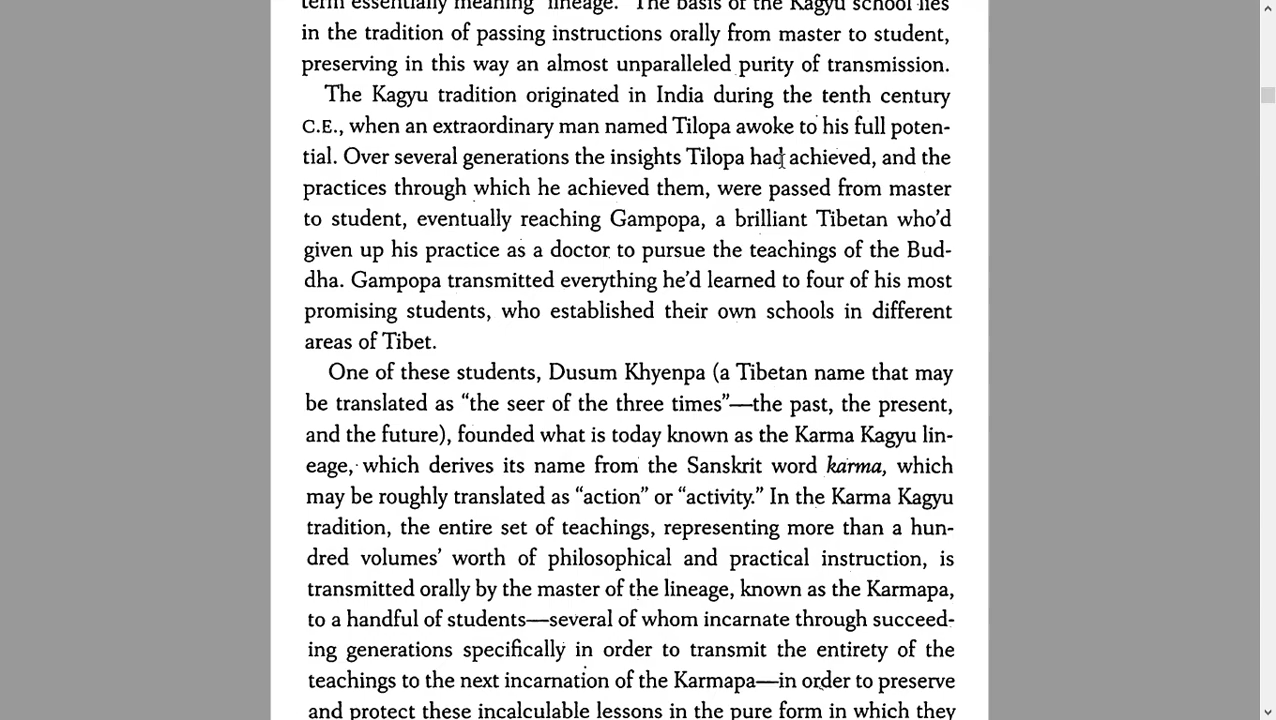 term essentially meaning "lineage." The basis of the Kagyu school lies
in the tradition of passing instructions orally from master to student,
preserving in this way an almost unparalleled purity of transmission.
The Kagyu tradition originated in India during the tenth century
C.E., when an extraordinary man named Tilopa awoke to his full poten-
tial. Over several generations the insights Tilopa had achieved, and the
practices through which he achieved them, were passed from master
to student, eventually reaching Gampopa, a brilliant Tibetan who'd
given up his practice as a doctor to pursue the teachings of the Bud-
dha. Gampopa transmitted everything he'd learned to four of his most
promising students, who established their own schools in different
areas of Tibet.
One of these students, Dusum Khyenpa (a Tibetan name that may
be translated as “the seer of the three times”—the past, the present,
and the future), founded what is today known as the Karma Kagyu lin-
eage, which derives its name from the Sanskrit word karma, which
may be roughly translated as “action” or “activity.” In the Karma Kagyu
tradition, the entire set of teachings, representing more than a hun-
dred volumes' worth of philosophical and practical instruction, is
transmitted orally by the master of the lineage, known as the Karmapa,
to a handful of students—several of whom incarnate through succeed-
ing generations specifically in order to transmit the entirety of the
teachings to the next incarnation of the Karmapa—in order to preserve
and protect these incalculable lessons in the pure form in which they